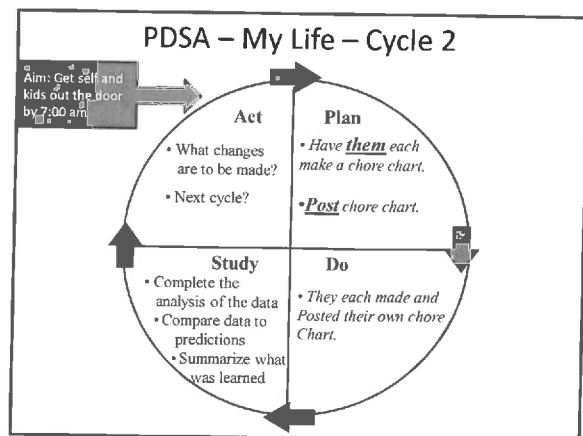 PDSA – My Life – Cycle 2
Aim: Get self and
kids out the door
by 7:00 am
Act
• What changes
are to be made?
• Next cycle?
Plan
• Have them each
make a chore chart.
•Post chore chart.
Study
• Complete the
analysis of the data
• Compare data to
predictions
• Summarize what
was learned
Do
• They each made and
Posted their own chore
Chart.